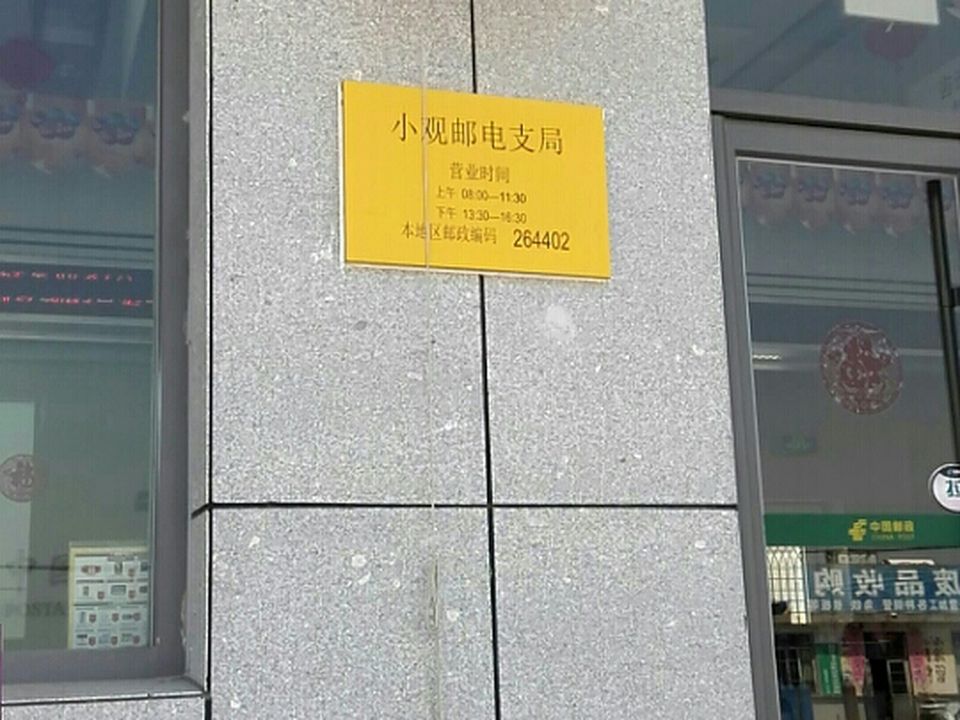 小观邮电支局
营业时间
上午 08:00—11:30
下午 13:30—16:30
本地区邮政编码 264402
中国邮政
CHINA POST
废品收购